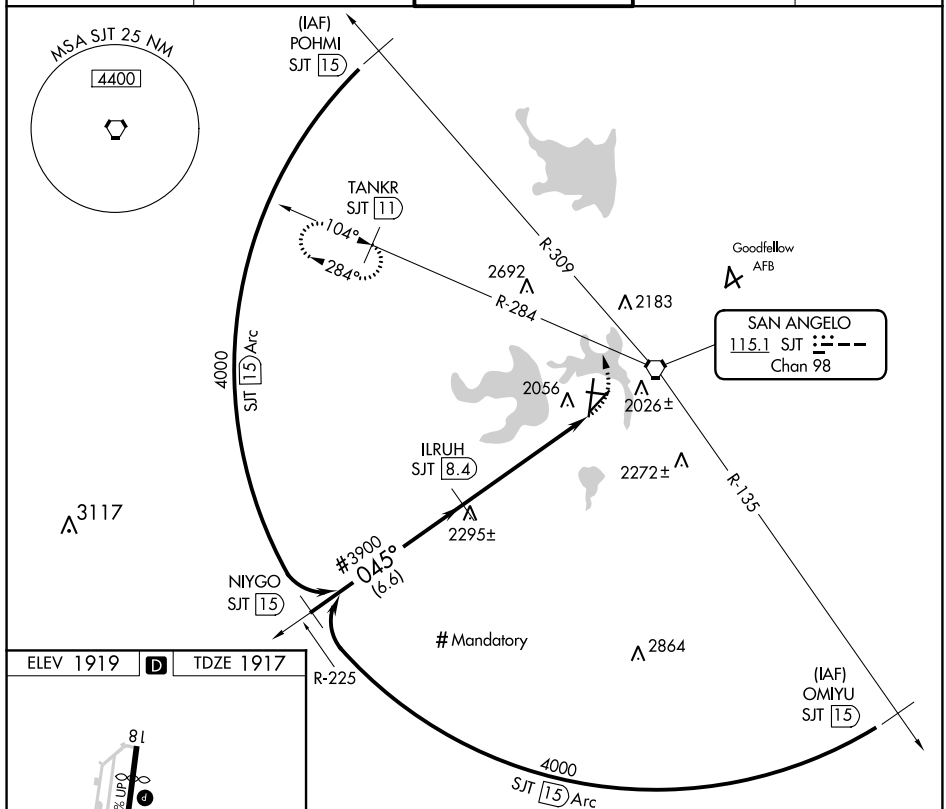 (IAF)
POHMI
SJT 15
MSA SJT 25 NM
4400
TANKR
SJT 11
104°
284°
R-309
R-284
2692
2183
Goodfellow
AFB
SAN ANGELO
115.1 SJT
Chan 98
4000
SJT 15 Arc
2056
2026±
ILRUH
SJT 8.4
2272±
R-135
3117
2295±
#3900
045°
(6.6)
NIYGO
SJT 15
R-225
# Mandatory
2864
(IAF)
OMIYU
SJT 15
4000
SJT 15 Arc
ELEV 1919 D TDZE 1917
18
% UP
P